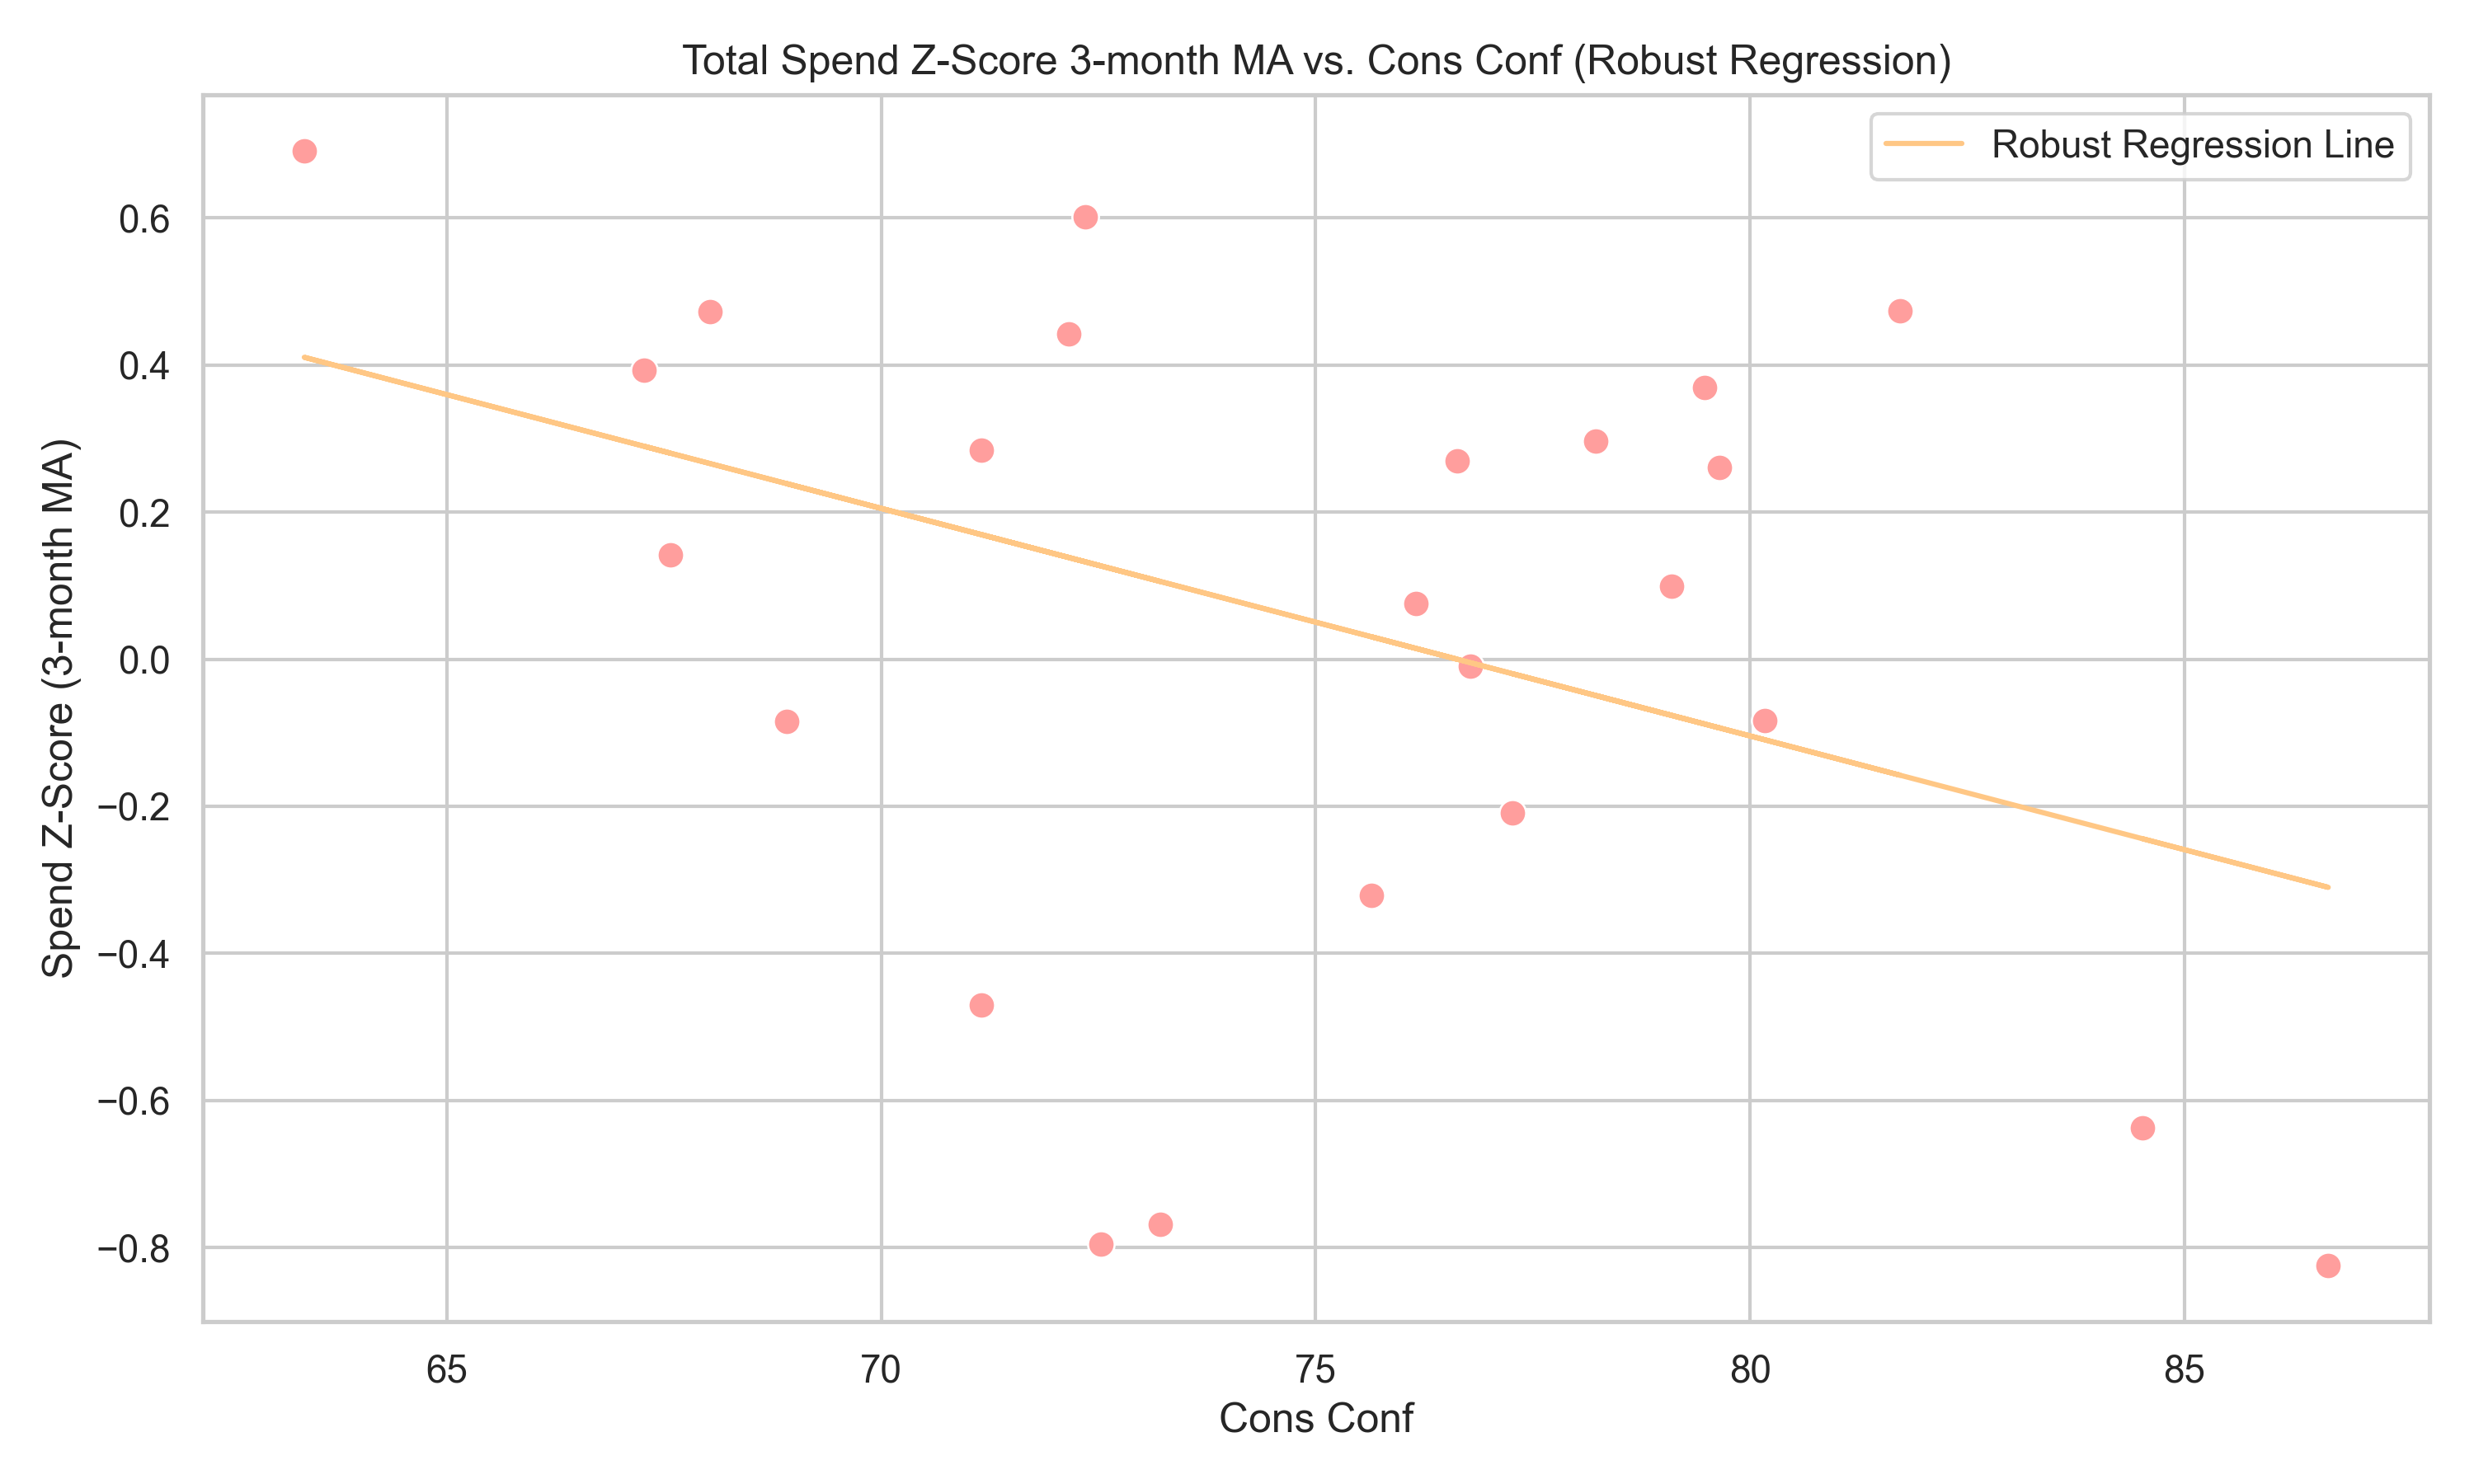 Total Spend Z-Score 3-month MA vs. Cons Conf (Robust Regression)
Robust Regression Line
Spend Z-Score (3-month MA)
0.6
0.4
0.2
0.0
−0.2
−0.4
−0.6
−0.8
65 70 75 80 85
Cons Conf